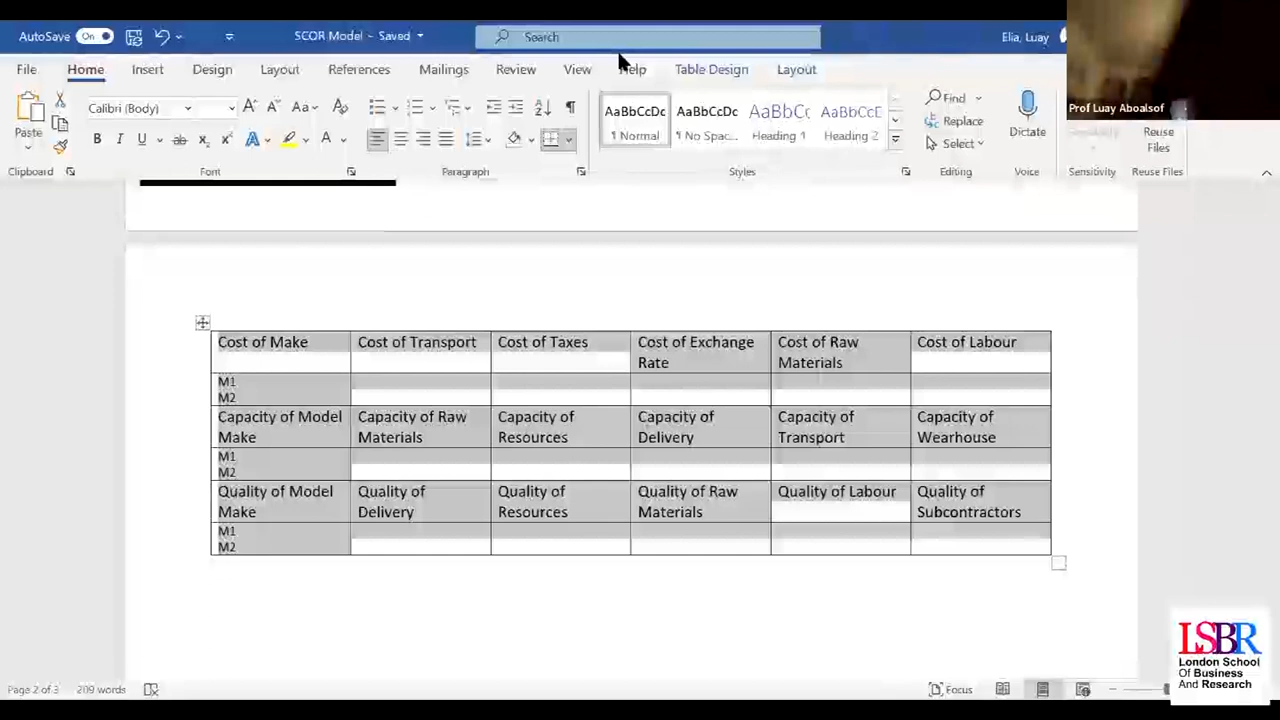 AutoSave On SCOR Model - Saved Search Elia, Luay
File Home Insert Design Layout References Mailings Review View Help Table Design Layout
Prof Luay Aboalsof
Paste
Calibri (Body)
AaBbCcDc AaBbCcDc AaBbCc AaBbCcE
¶ Normal ¶ No Spac... Heading 1 Heading 2
Find
Replace
Select
Dictate
Sensitivity
Reuse
Files
Clipboard Font Paragraph Styles Editing Voice Sensitivity Reuse Files
Cost of Make Cost of Transport Cost of Taxes Cost of Exchange Rate Cost of Raw Materials Cost of Labour
M1
M2
Capacity of Model Make Capacity of Raw Materials Capacity of Resources Capacity of Delivery Capacity of Transport Capacity of Wearhouse
M1
M2
Quality of Model Make Quality of Delivery Quality of Resources Quality of Raw Materials Quality of Labour Quality of Subcontractors
M1
M2
LSBR
London School
Of Business
And Research
Page 2 of 3 209 words Focus